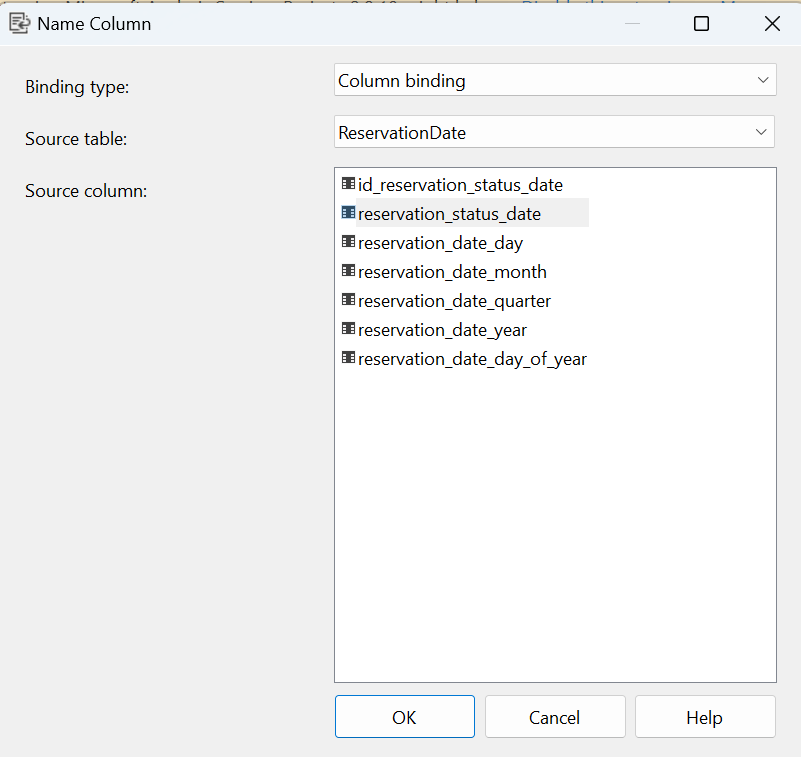 Name Column
Binding type:
Column binding
Source table:
ReservationDate
Source column:
id_reservation_status_date
reservation_status_date
reservation_date_day
reservation_date_month
reservation_date_quarter
reservation_date_year
reservation_date_day_of_year
OK
Cancel
Help